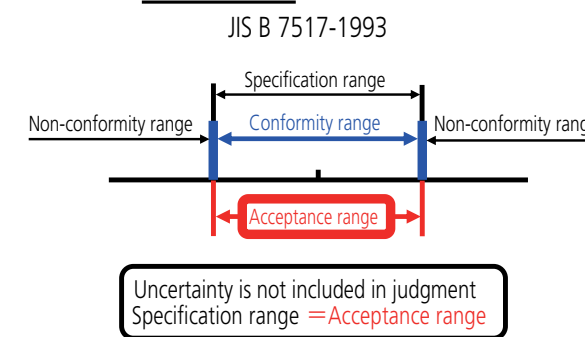 JIS B 7517-1993
Specification range
Non-conformity range
Conformity range
Non-conformity rang
Acceptance range
Uncertainty is not included in judgment
Specification range =Acceptance range